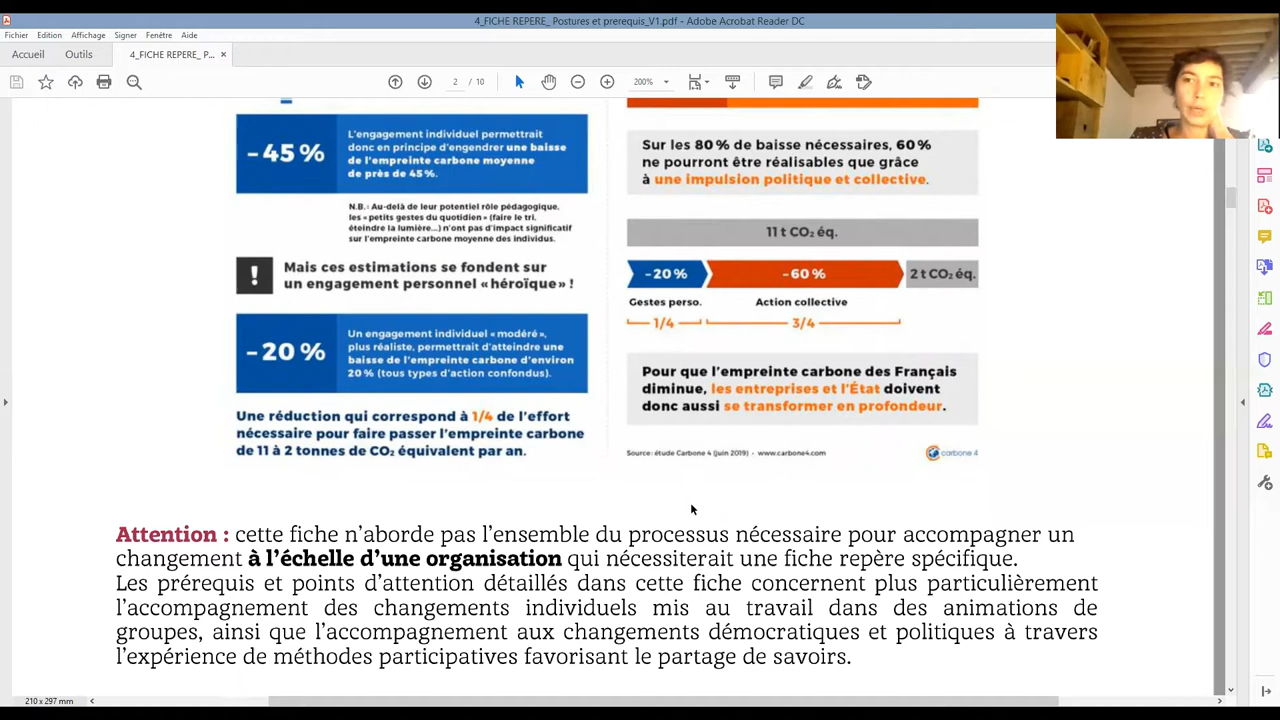 4_FICHE REPERE_ Postures et prerequis_V1.pdf - Adobe Acrobat Reader DC
Fichier Edition Affichage Signer Fenêtre Aide
Accueil Outils 4_FICHE REPERE_ P... ×
2 / 10 200%
-45 %
L'engagement individuel permettrait
donc en principe d'engendrer une baisse
de l'empreinte carbone moyenne
de près de 45 %.
N.B. : Au-delà de leur potentiel rôle pédagogique,
les « petits gestes du quotidien » (faire le tri,
éteindre la lumière...) n'ont pas d'impact significatif
sur l'empreinte carbone moyenne des individus.
! Mais ces estimations se fondent sur
un engagement personnel « héroïque » !
-20 %
Un engagement individuel « modéré »,
plus réaliste, permettrait d'atteindre une
baisse de l'empreinte carbone d'environ
20 % (tous types d'action confondus).
Une réduction qui correspond à 1/4 de l'effort
nécessaire pour faire passer l'empreinte carbone
de 11 à 2 tonnes de CO₂ équivalent par an.
Sur les 80 % de baisse nécessaires, 60 %
ne pourront être réalisables que grâce
à une impulsion politique et collective.
11 t CO₂ éq.
-20 % -60 % 2 t CO₂ éq.
Gestes perso. Action collective
1/4 3/4
Pour que l'empreinte carbone des Français
diminue, les entreprises et l'État doivent
donc aussi se transformer en profondeur.
Source: étude Carbone 4 (juin 2019) - www.carbone4.com carbone 4
Attention : cette fiche n'aborde pas l'ensemble du processus nécessaire pour accompagner un
changement à l'échelle d'une organisation qui nécessiterait une fiche repère spécifique.
Les prérequis et points d'attention détaillés dans cette fiche concernent plus particulièrement
l'accompagnement des changements individuels mis au travail dans des animations de
groupes, ainsi que l'accompagnement aux changements démocratiques et politiques à travers
l'expérience de méthodes participatives favorisant le partage de savoirs.
210 x 297 mm